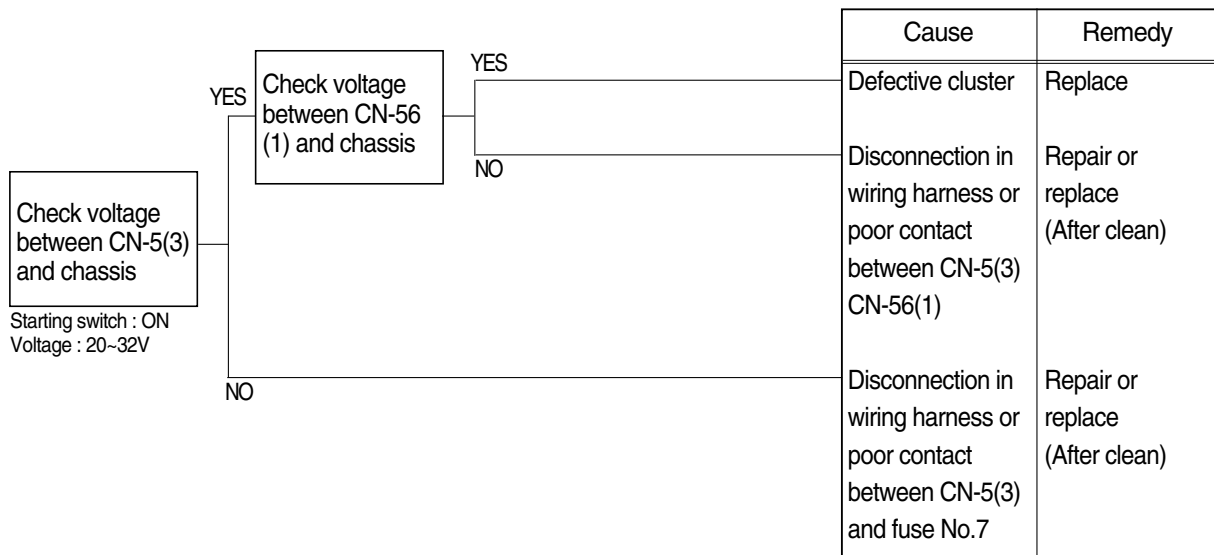 Check voltage
between CN-5(3)
and chassis
Starting switch : ON
Voltage : 20~32V
YES
NO
Check voltage
between CN-56
(1) and chassis
YES
NO
Cause Remedy
Defective cluster Replace
Disconnection in Repair or
wiring harness or replace
poor contact (After clean)
between CN-5(3)
CN-56(1)
Disconnection in Repair or
wiring harness or replace
poor contact (After clean)
between CN-5(3)
and fuse No.7